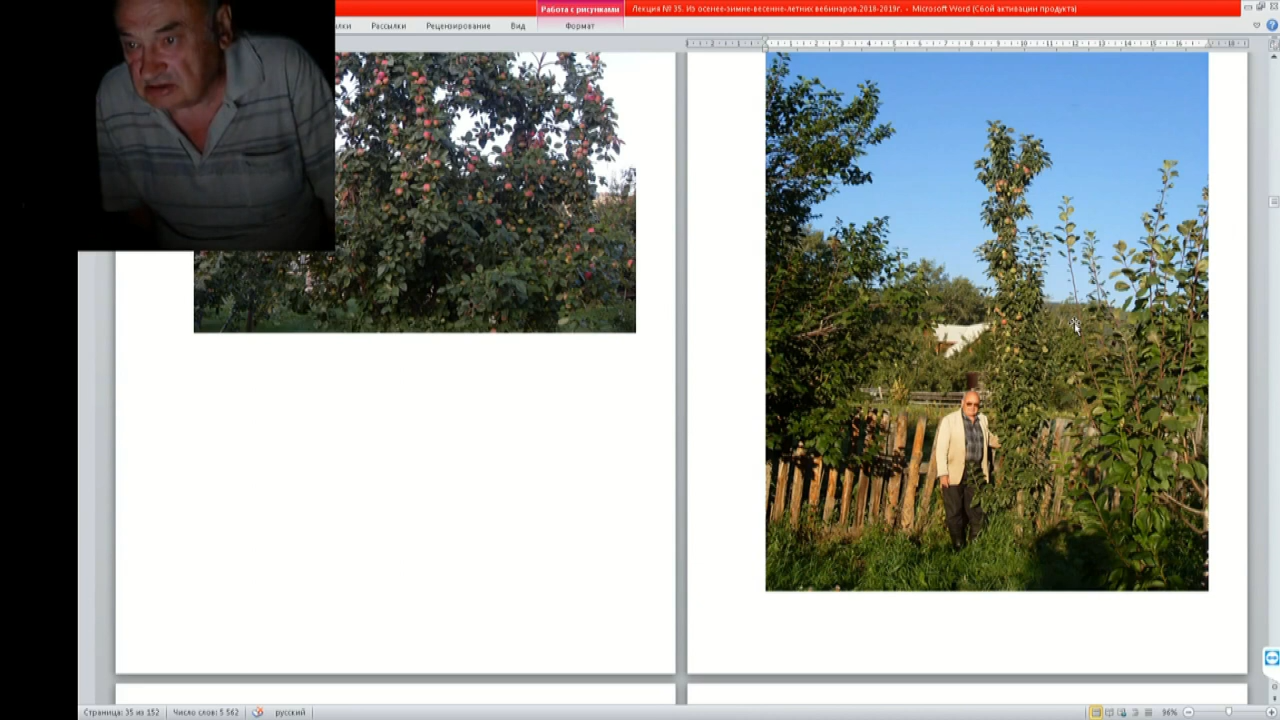 Работа с рисунками
Лекция № 35. Из осенее-зимне-весенне-летних вебинаров.2018-2019г. - Microsoft Word (Сбой активации продукта)
Рассылки Рецензирование Вид Формат
Страница: 35 из 152 Число слов: 5 562 русский 96%